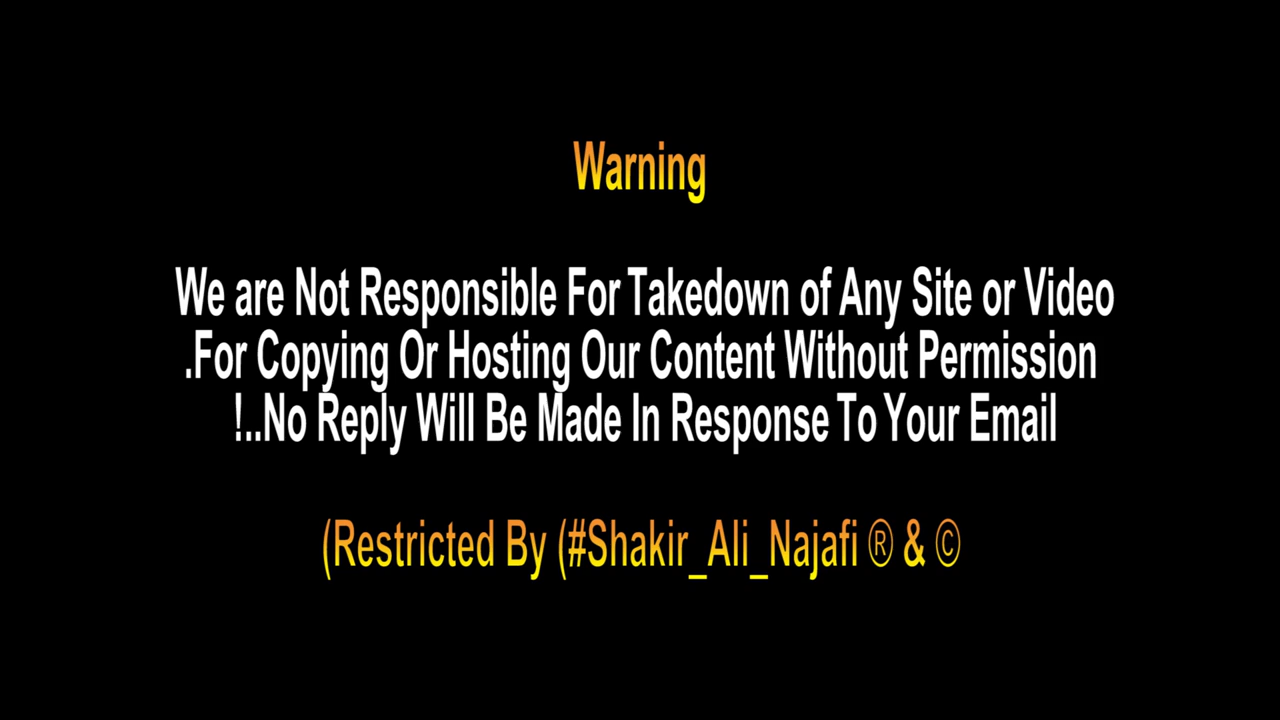 Warning
We are Not Responsible For Takedown of Any Site or Video
.For Copying Or Hosting Our Content Without Permission
!..No Reply Will Be Made In Response To Your Email
(Restricted By (#Shakir_Ali_Najafi ® & ©